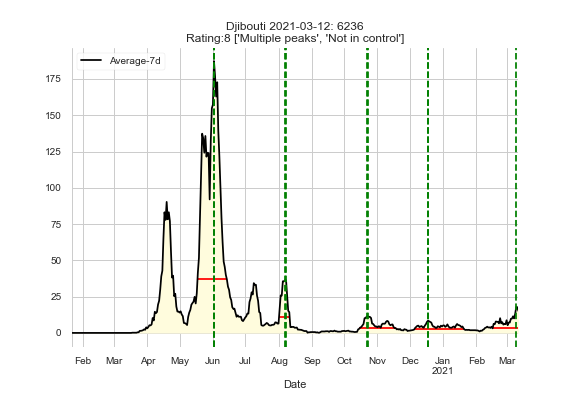 Djibouti 2021-03-12: 6236
Rating:8 ['Multiple peaks', 'Not in control']
Average-7d
175
150
125
100
75
50
25
0
Feb Mar Apr May Jun Jul Aug Sep Oct Nov Dec Jan Feb Mar
2021
Date